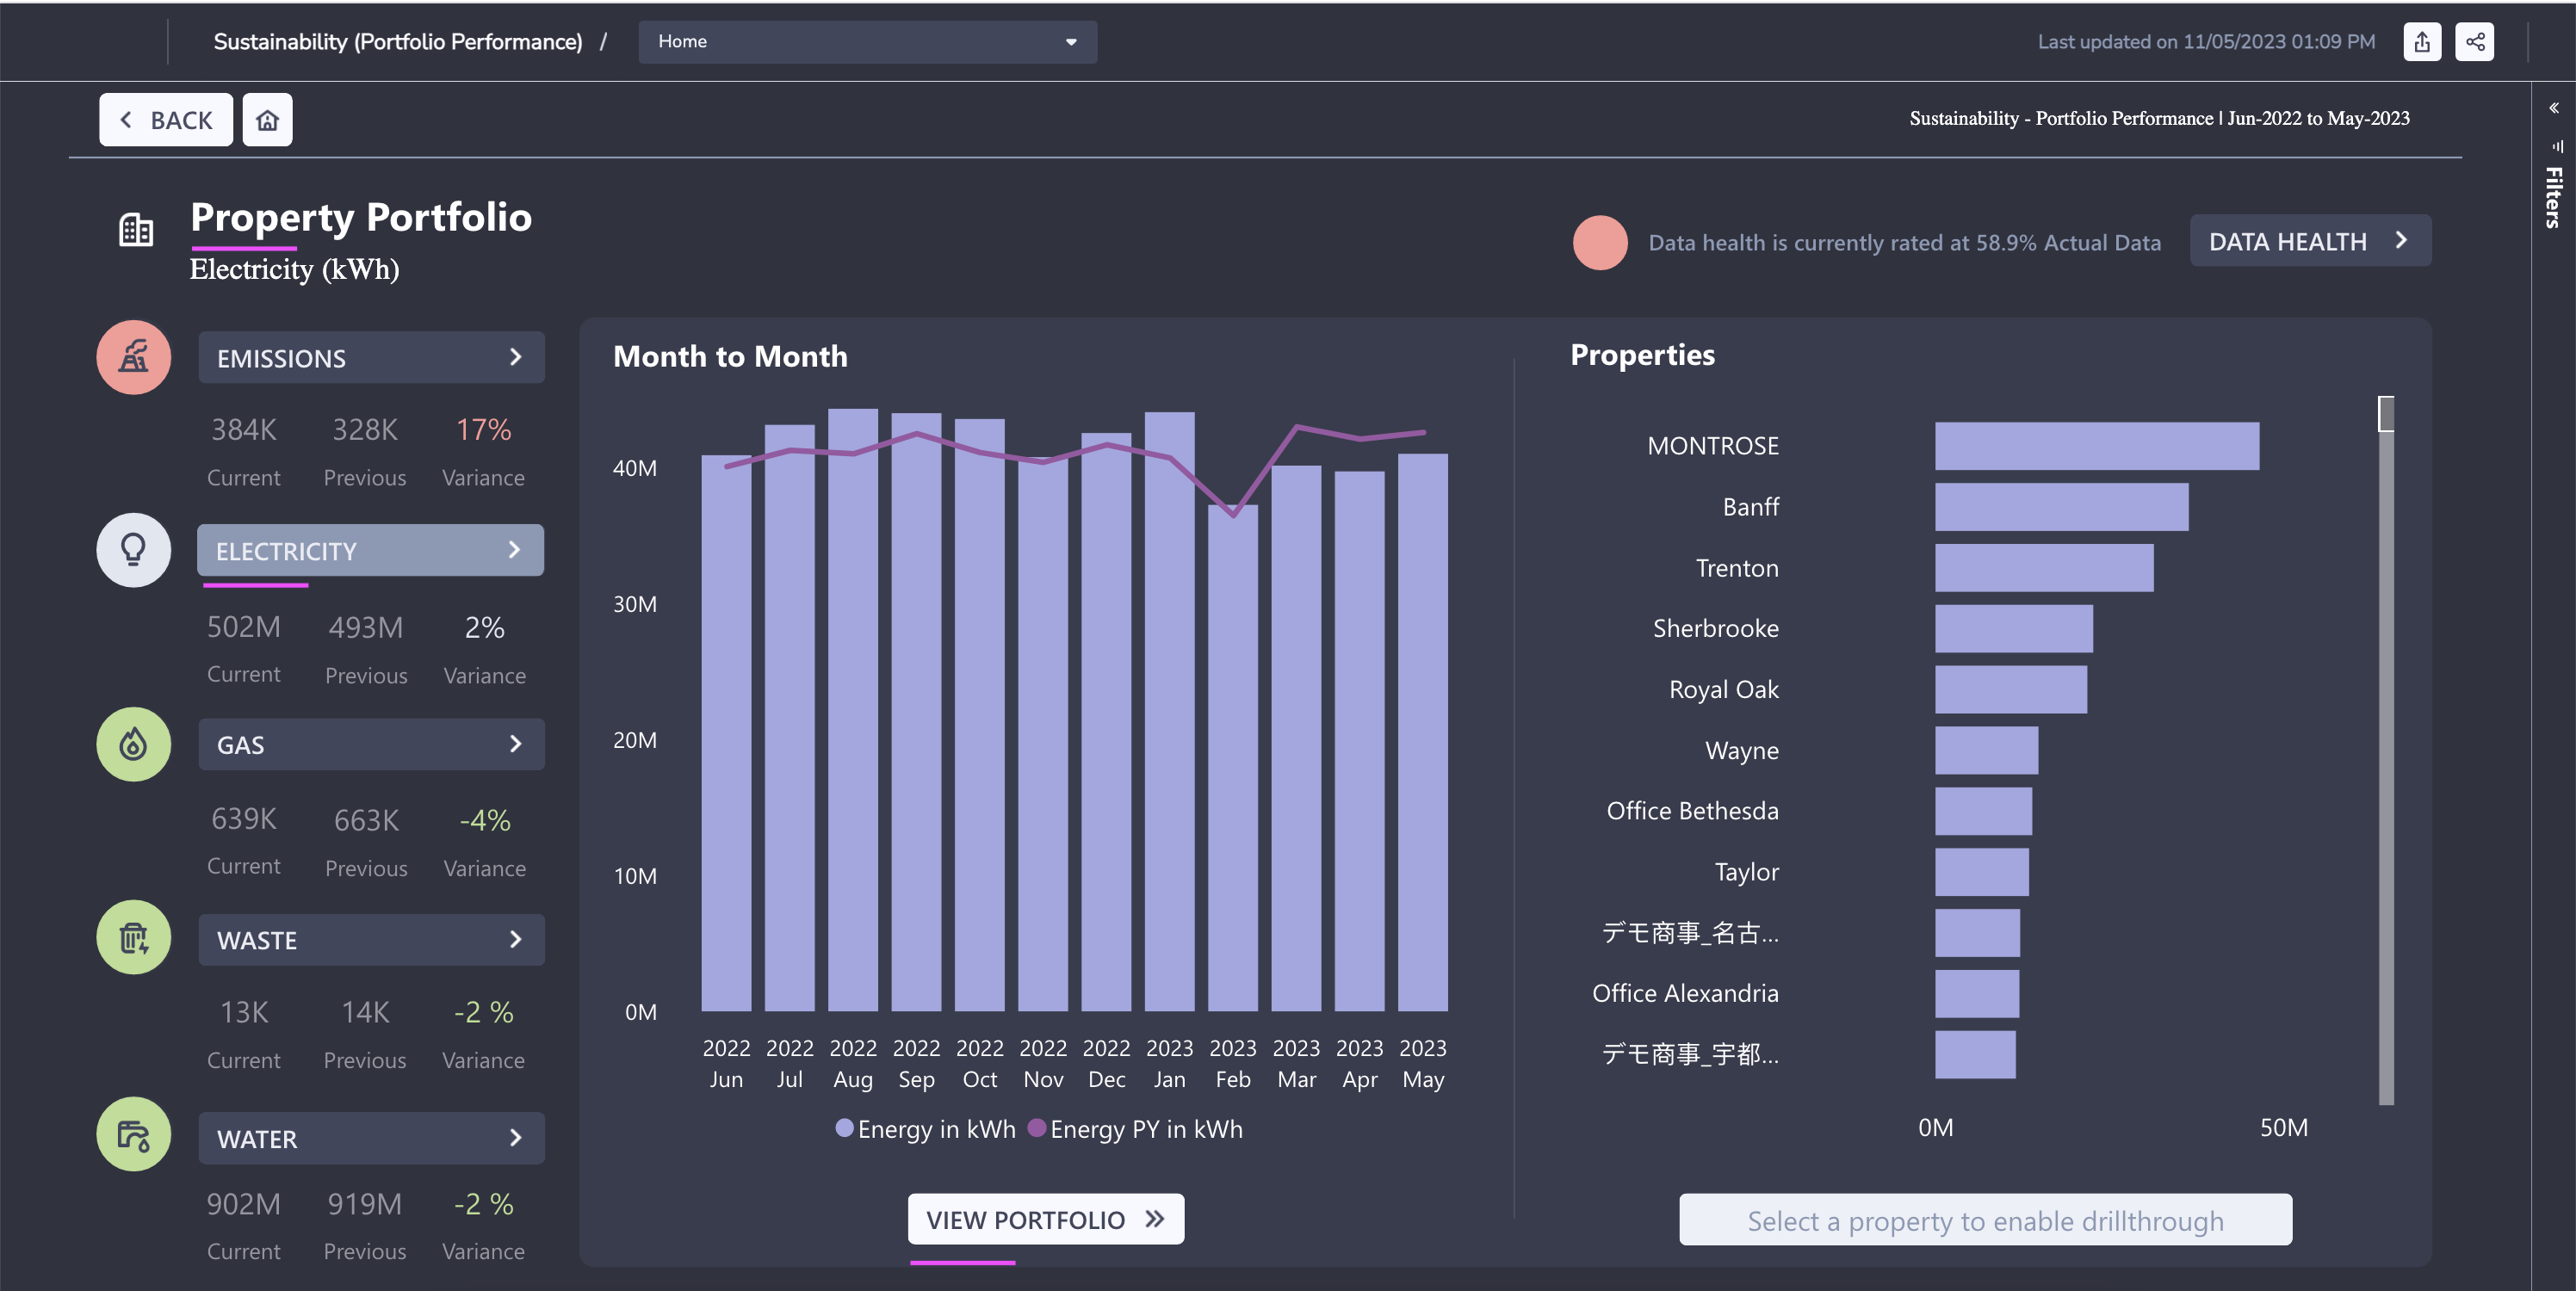 Sustainability (Portfolio Performance) / Home
Last updated on 11/05/2023 01:09 PM
BACK
Sustainability - Portfolio Performance | Jun-2022 to May-2023
Filters
Property Portfolio
Electricity (kWh)
Data health is currently rated at 58.9% Actual Data
DATA HEALTH
EMISSIONS
384K 328K 17%
Current Previous Variance
ELECTRICITY
502M 493M 2%
Current Previous Variance
GAS
639K 663K -4%
Current Previous Variance
WASTE
13K 14K -2 %
Current Previous Variance
WATER
902M 919M -2 %
Current Previous Variance
Month to Month
40M
30M
20M
10M
0M
2022 2022 2022 2022 2022 2022 2022 2023 2023 2023 2023 2023
Jun Jul Aug Sep Oct Nov Dec Jan Feb Mar Apr May
Energy in kWh Energy PY in kWh
VIEW PORTFOLIO
Properties
MONTROSE
Banff
Trenton
Sherbrooke
Royal Oak
Wayne
Office Bethesda
Taylor
デモ商事_名古...
Office Alexandria
デモ商事_宇都...
0M 50M
Select a property to enable drillthrough